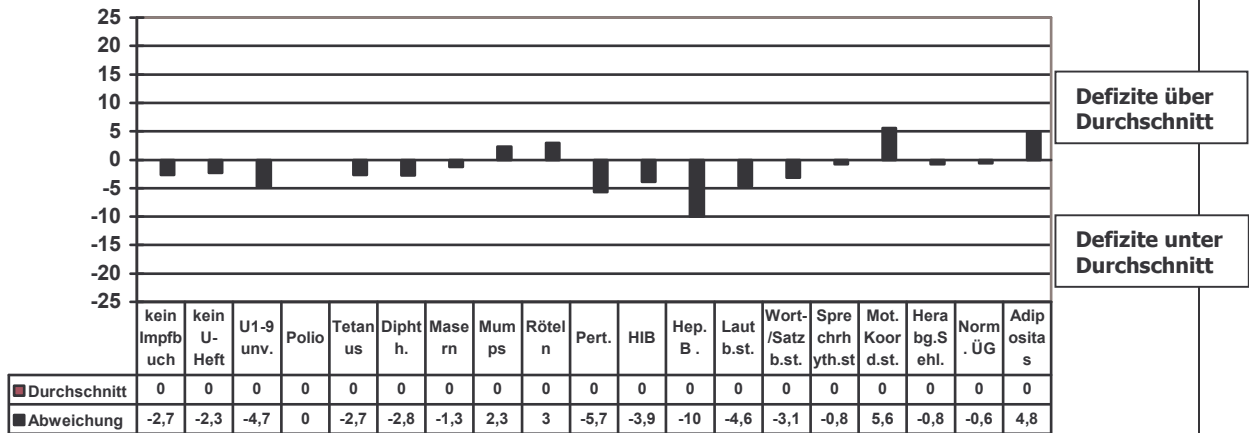 25
20
15
10
5
0
-5
-10
-15
-20
-25
Defizite über
Durchschnitt
Defizite unter
Durchschnitt
kein Impfb uch
kein U- Heft
U1-9 unv.
Polio
Tetan us
Diphth h.
Mase rn
Mum ps
Rötel n
Pert.
HIB
Hep. B .
Laut b.st.
Wort- /Satz b.st.
Spre chrh yth.st
Mot. Koor d.st.
Hera bg.S ehl.
Norm . ÜG
Adip osita s
Durchschnitt 0 0 0 0 0 0 0 0 0 0 0 0 0 0 0 0 0 0 0
Abweichung -2,7 -2,3 -4,7 0 -2,7 -2,8 -1,3 2,3 3 -5,7 -3,9 -10 -4,6 -3,1 -0,8 5,6 -0,8 -0,6 4,8